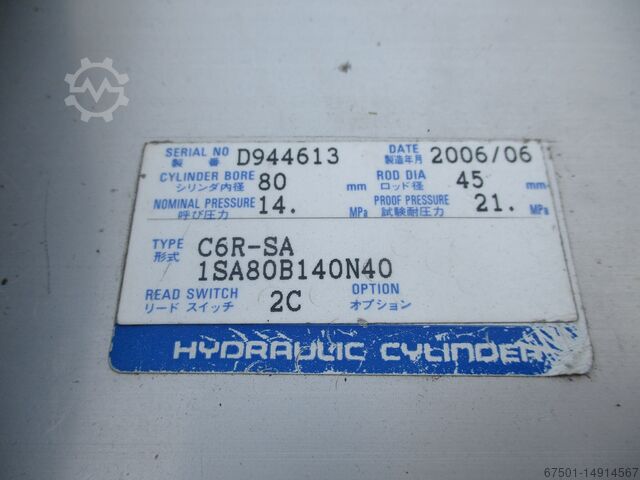 SERIAL NO D944613 DATE 2006/06
製番 製造年月
CYLINDER BORE 80 mm ROD DIA 45 mm
シリンダ内径 ロッド径
NOMINAL PRESSURE 14. MPa PROOF PRESSURE 21. MPa
呼び圧力 試験耐圧力
TYPE C6R-SA
形式 1SA80B140N40
READ SWITCH 2C OPTION
リード スイッチ オプション
HYDRAULIC CYLINDER
67501-14914567